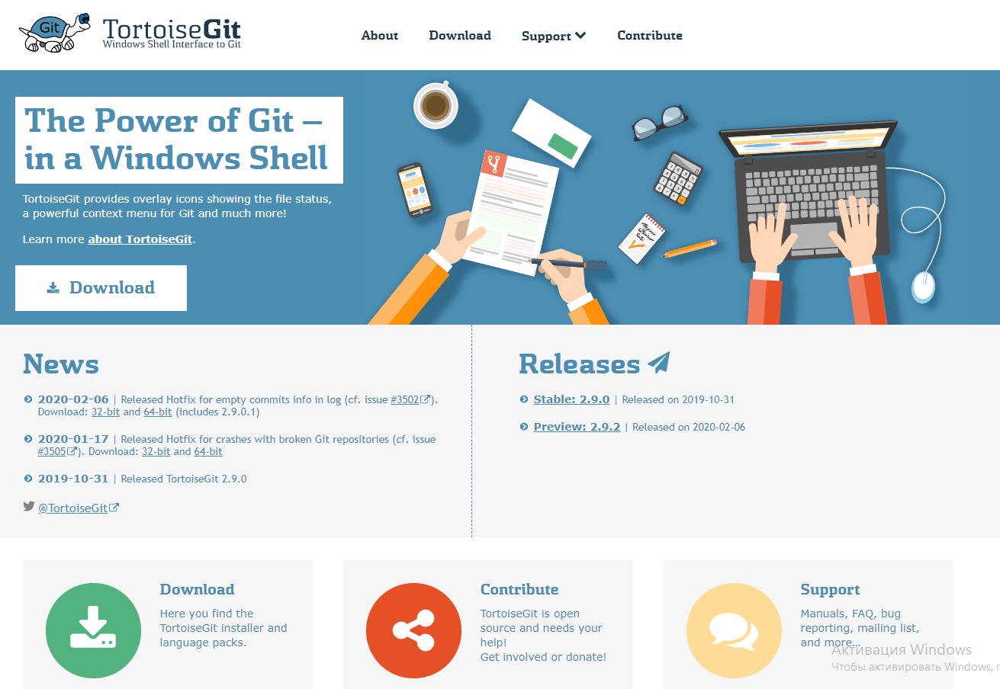 Git
TortoiseGit
Windows Shell Interface to Git
About
Download
Support
Contribute
The Power of Git –
in a Windows Shell
TortoiseGit provides overlay icons showing the file status,
a powerful context menu for Git and much more!
Learn more about TortoiseGit.
Download
News
2020-02-06 | Released Hotfix for empty commits info in log (cf. issue #3502).
Download: 32-bit and 64-bit (includes 2.9.0.1)
2020-01-17 | Released Hotfix for crashes with broken Git repositories (cf. issue
#3505). Download: 32-bit and 64-bit
2019-10-31 | Released TortoiseGit 2.9.0
@TortoiseGit
Releases
Stable: 2.9.0 | Released on 2019-10-31
Preview: 2.9.2 | Released on 2020-02-06
Download
Here you find the
TortoiseGit installer and
language packs.
Contribute
TortoiseGit is open
source and needs your
help!
Get involved or donate!
Support
Manuals, FAQ, bug
reporting, mailing list,
and more...
Активация Windows
Чтобы активировать Windows,